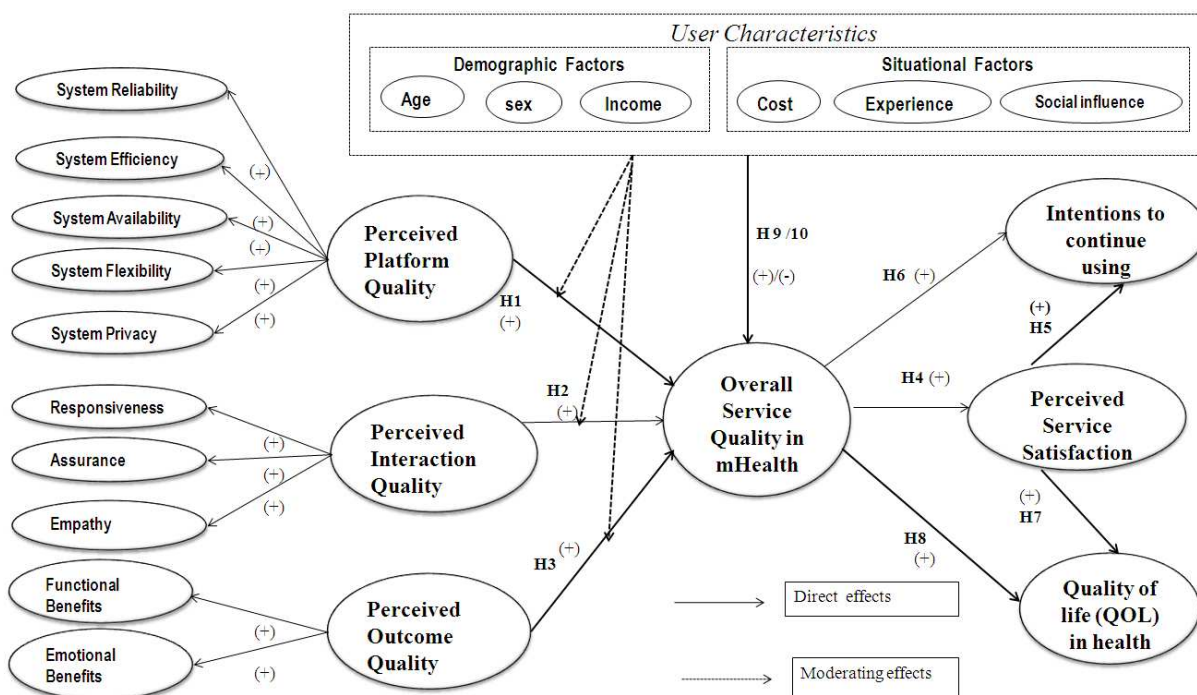 User Characteristics
Demographic Factors
Age
sex
Income
Situational Factors
Cost
Experience
Social influence
System Reliability
System Efficiency
System Availability
System Flexibility
System Privacy
(+)
(+)
(+)
(+)
(+)
Perceived
Platform
Quality
H1
(+)
H 9 /10
(+)/(-)
H6 (+)
Intentions to
continue
using
(+)
H5
Responsiveness
Assurance
Empathy
(+)
(+)
(+)
Perceived
Interaction
Quality
H2
(+)
Overall
Service
Quality in
mHealth
H4 (+)
Perceived
Service
Satisfaction
(+)
H7
Functional
Benefits
Emotional
Benefits
(+)
(+)
Perceived
Outcome
Quality
H3 (+)
H8
(+)
Quality of
life (QOL)
in health
Direct effects
Moderating effects